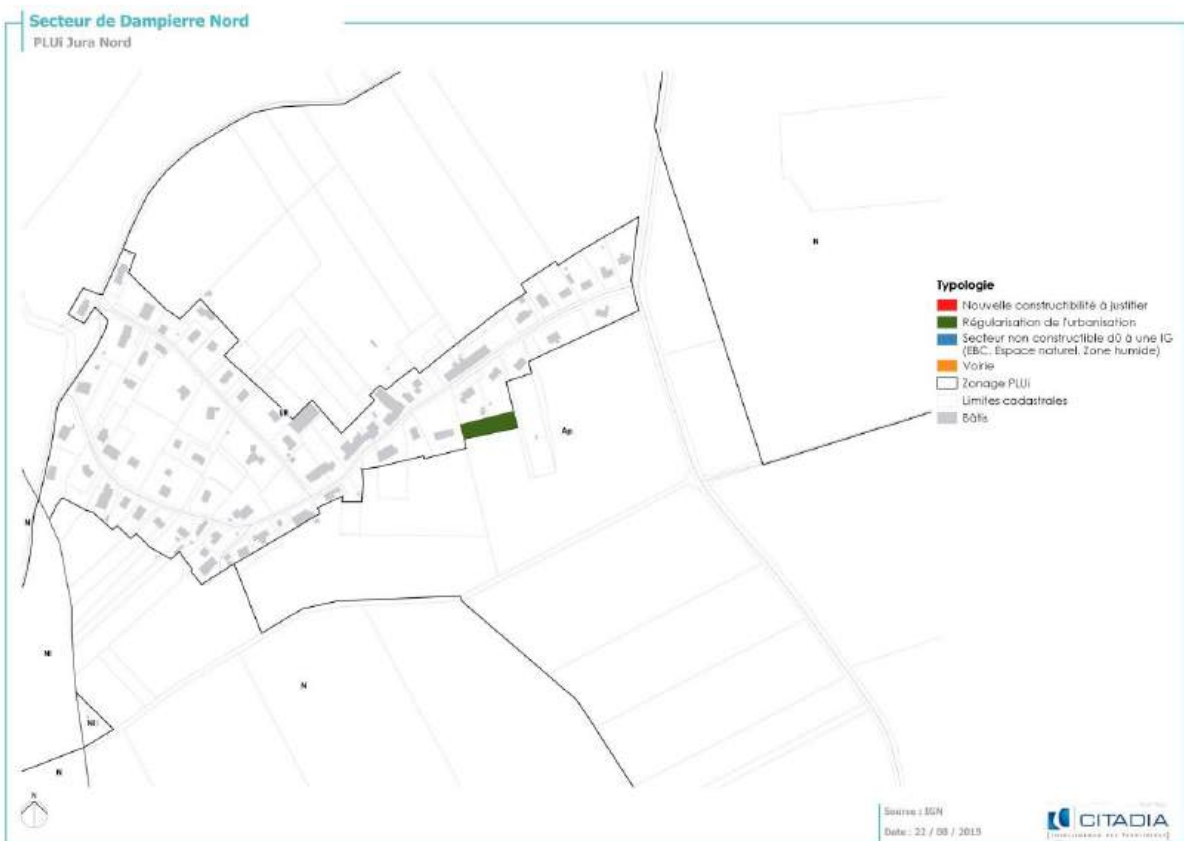 Secteur de Dampierre Nord
PLUi Jura Nord
N
Typologie
Nouvelle constructibilité à justifier
Régularisation de l'urbanisation
Secteur non constructible dû à une IG
(EBC, Espace naturel, Zone humide)
Voirie
Zonage PLUi
Limites cadastrales
Bâtis
Ap
N
N
N
N
Source : IGN
Date : 22 / 08 / 2019
CITADIA